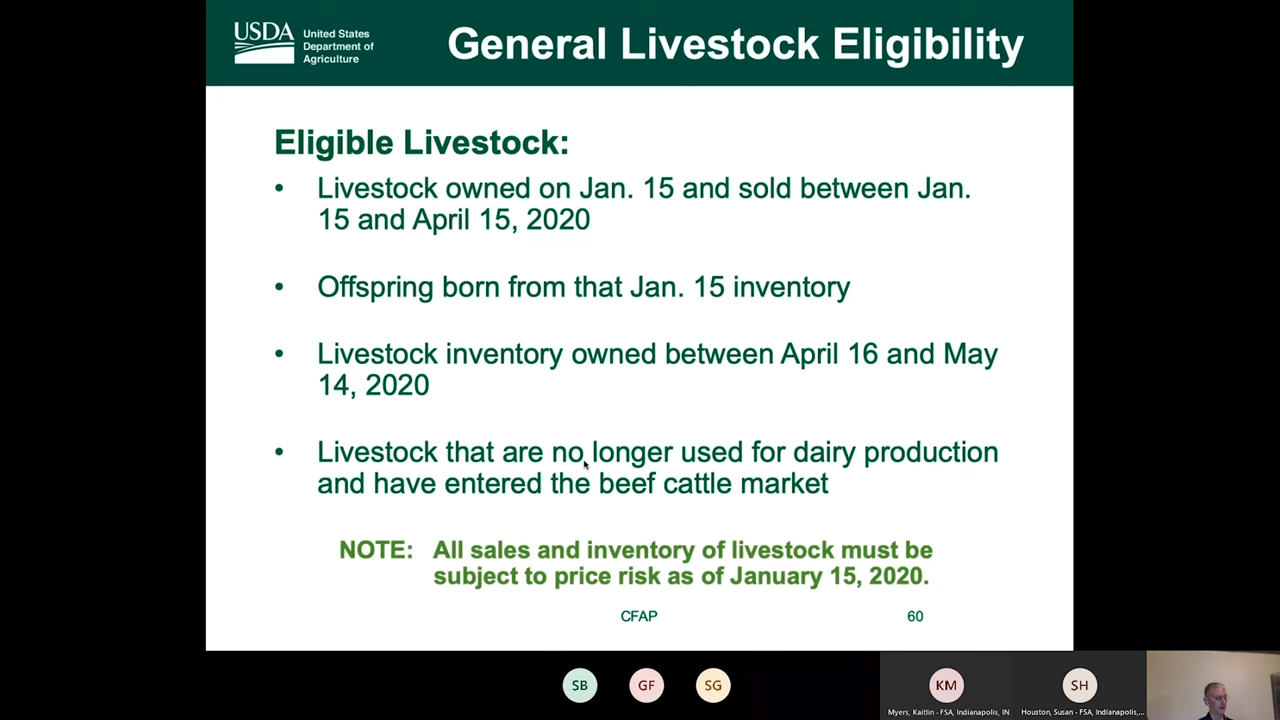 USDA
United States
Department of
Agriculture
General Livestock Eligibility
Eligible Livestock:
• Livestock owned on Jan. 15 and sold between Jan.
15 and April 15, 2020
• Offspring born from that Jan. 15 inventory
• Livestock inventory owned between April 16 and May
14, 2020
• Livestock that are no longer used for dairy production
and have entered the beef cattle market
NOTE: All sales and inventory of livestock must be
subject to price risk as of January 15, 2020.
CFAP 60
SB GF SG KM SH
Myers, Kaitlin - FSA, Indianapolis, IN Houston, Susan - FSA, Indianapolis,...